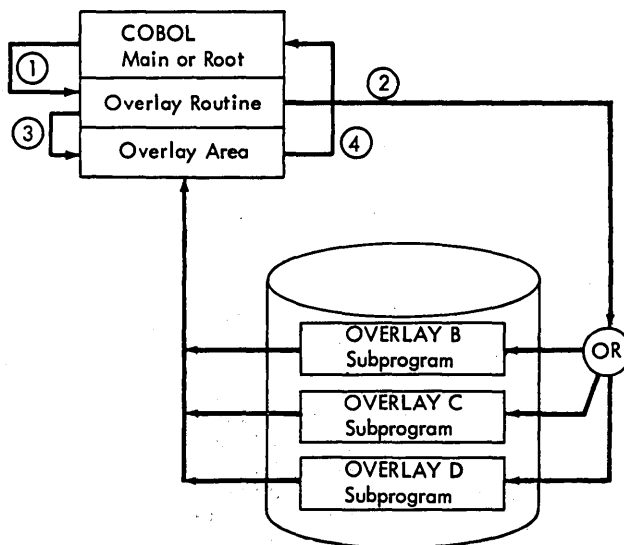 COBOL
Main or Root
1
Overlay Routine
2
3
Overlay Area
4
OVERLAY B
Subprogram
OR
OVERLAY C
Subprogram
OVERLAY D
Subprogram